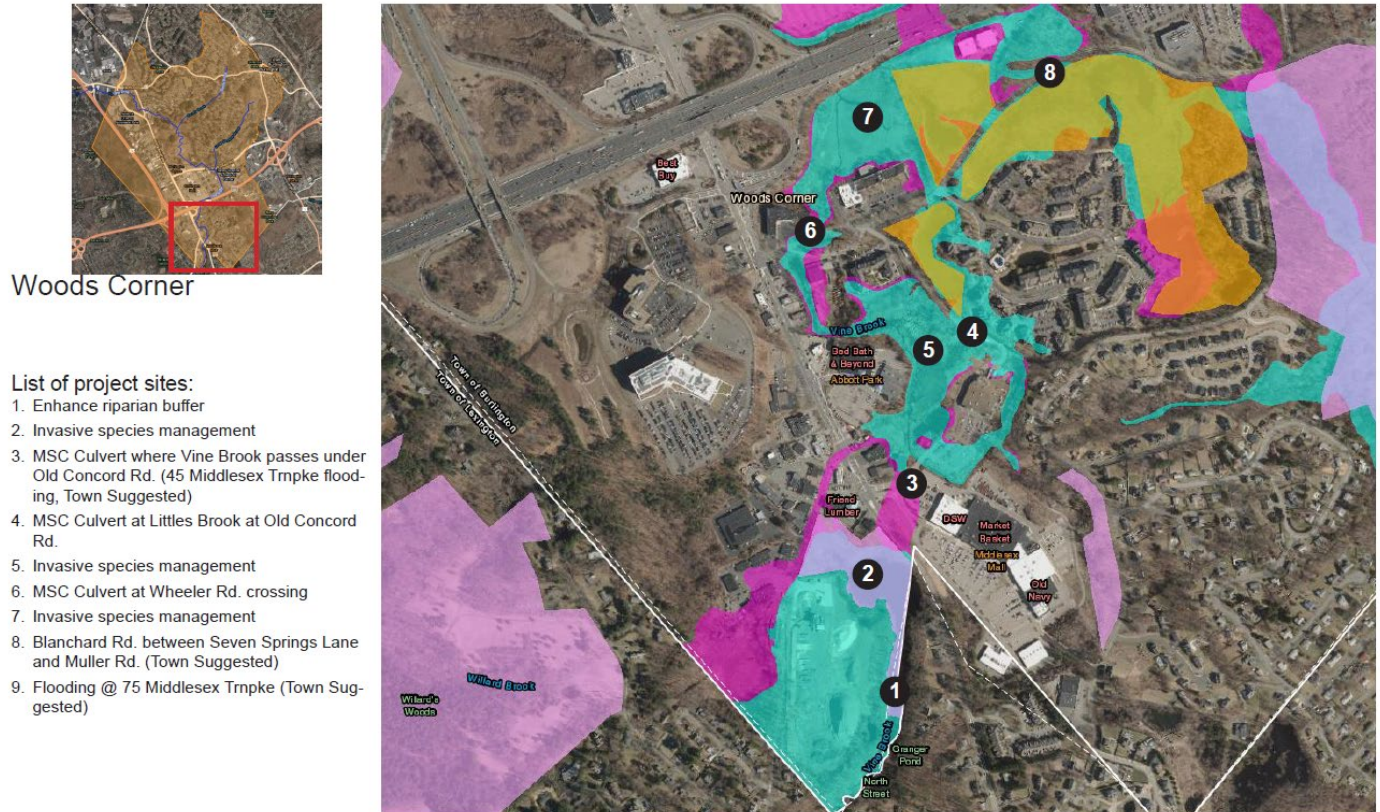 Woods Corner
List of project sites:
1. Enhance riparian buffer
2. Invasive species management
3. MSC Culvert where Vine Brook passes under
Old Concord Rd. (45 Middlesex Trnpke flood-
ing, Town Suggested)
4. MSC Culvert at Littles Brook at Old Concord
Rd.
5. Invasive species management
6. MSC Culvert at Wheeler Rd. crossing
7. Invasive species management
8. Blanchard Rd. between Seven Springs Lane
and Muller Rd. (Town Suggested)
9. Flooding @ 75 Middlesex Trnpke (Town Sug-
gested)
8
7
Best
Buy
Woods Corner
6
Vine Brook
4
5
Bed Bath
& Beyond
Abbott Park
Town of Burlington
Town of Lexington
3
Friend
Lumber
DSW
Market
Basket
Middlesex
Mall
2
Old
Navy
Willard Brook
Willard's
Woods
1
Vine Brook
Granger
Pond
North
Street